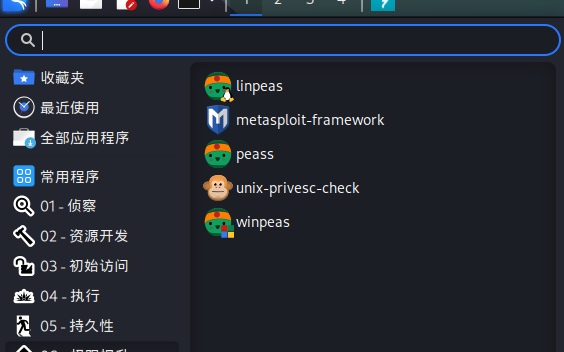 1 2 3 4
收藏夹
最近使用
全部应用程序
常用程序
01 - 侦察
02 - 资源开发
03 - 初始访问
04 - 执行
05 - 持久性
linpeas
metasploit-framework
peass
unix-privesc-check
winpeas